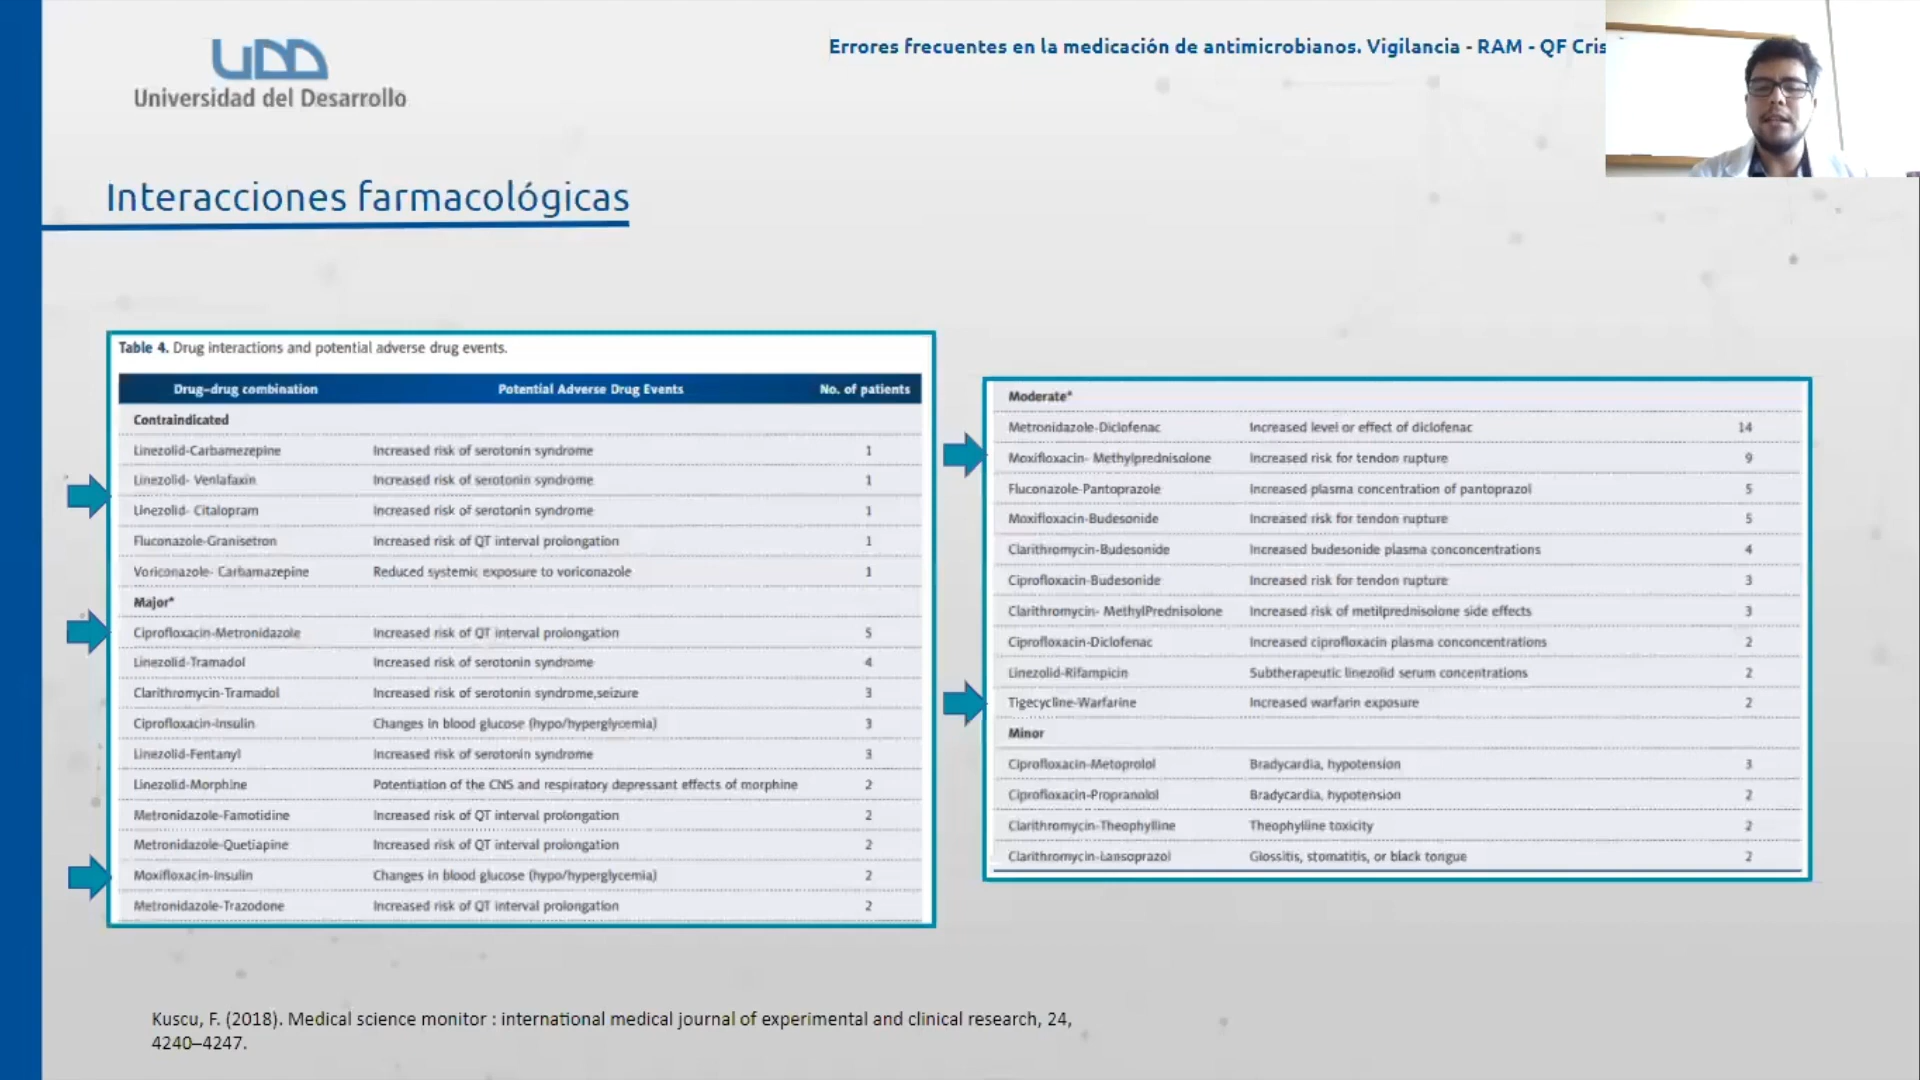 UDD
Universidad del Desarrollo
Errores frecuentes en la medicación de antimicrobianos. Vigilancia - RAM - QF Cris
Interacciones farmacológicas
Table 4. Drug interactions and potential adverse drug events.
Drug–drug combination Potential Adverse Drug Events No. of patients
Contraindicated
Linezolid-Carbamezepine Increased risk of serotonin syndrome 1
Linezolid- Venlafaxin Increased risk of serotonin syndrome 1
Linezolid- Citalopram Increased risk of serotonin syndrome 1
Fluconazole-Granisetron Increased risk of QT interval prolongation 1
Voriconazole- Carbamazepine Reduced systemic exposure to voriconazole 1
Major*
Ciprofloxacin-Metronidazole Increased risk of QT interval prolongation 5
Linezolid-Tramadol Increased risk of serotonin syndrome 4
Clarithromycin-Tramadol Increased risk of serotonin syndrome,seizure 3
Ciprofloxacin-Insulin Changes in blood glucose (hypo/hyperglycemia) 3
Linezolid-Fentanyl Increased risk of serotonin syndrome 3
Linezolid-Morphine Potentiation of the CNS and respiratory depressant effects of morphine 2
Metronidazole-Famotidine Increased risk of QT interval prolongation 2
Metronidazole-Quetiapine Increased risk of QT interval prolongation 2
Moxifloxacin-Insulin Changes in blood glucose (hypo/hyperglycemia) 2
Metronidazole-Trazodone Increased risk of QT interval prolongation 2
Moderate*
Metronidazole-Diclofenac Increased level or effect of diclofenac 14
Moxifloxacin- Methylprednisolone Increased risk for tendon rupture 9
Fluconazole-Pantoprazole Increased plasma concentration of pantoprazol 5
Moxifloxacin-Budesonide Increased risk for tendon rupture 5
Clarithromycin-Budesonide Increased budesonide plasma conconcentrations 4
Ciprofloxacin-Budesonide Increased risk for tendon rupture 3
Clarithromycin- MethylPrednisolone Increased risk of metilprednisolone side effects 3
Ciprofloxacin-Diclofenac Increased ciprofloxacin plasma conconcentrations 2
Linezolid-Rifampicin Subtherapeutic linezolid serum concentrations 2
Tigecycline-Warfarine Increased warfarin exposure 2
Minor
Ciprofloxacin-Metoprolol Bradycardia, hypotension 3
Ciprofloxacin-Propranolol Bradycardia, hypotension 2
Clarithromycin-Theophylline Theophylline toxicity 2
Clarithromycin-Lansoprazol Glossitis, stomatitis, or black tongue 2
Kuscu, F. (2018). Medical science monitor : international medical journal of experimental and clinical research, 24,
4240–4247.